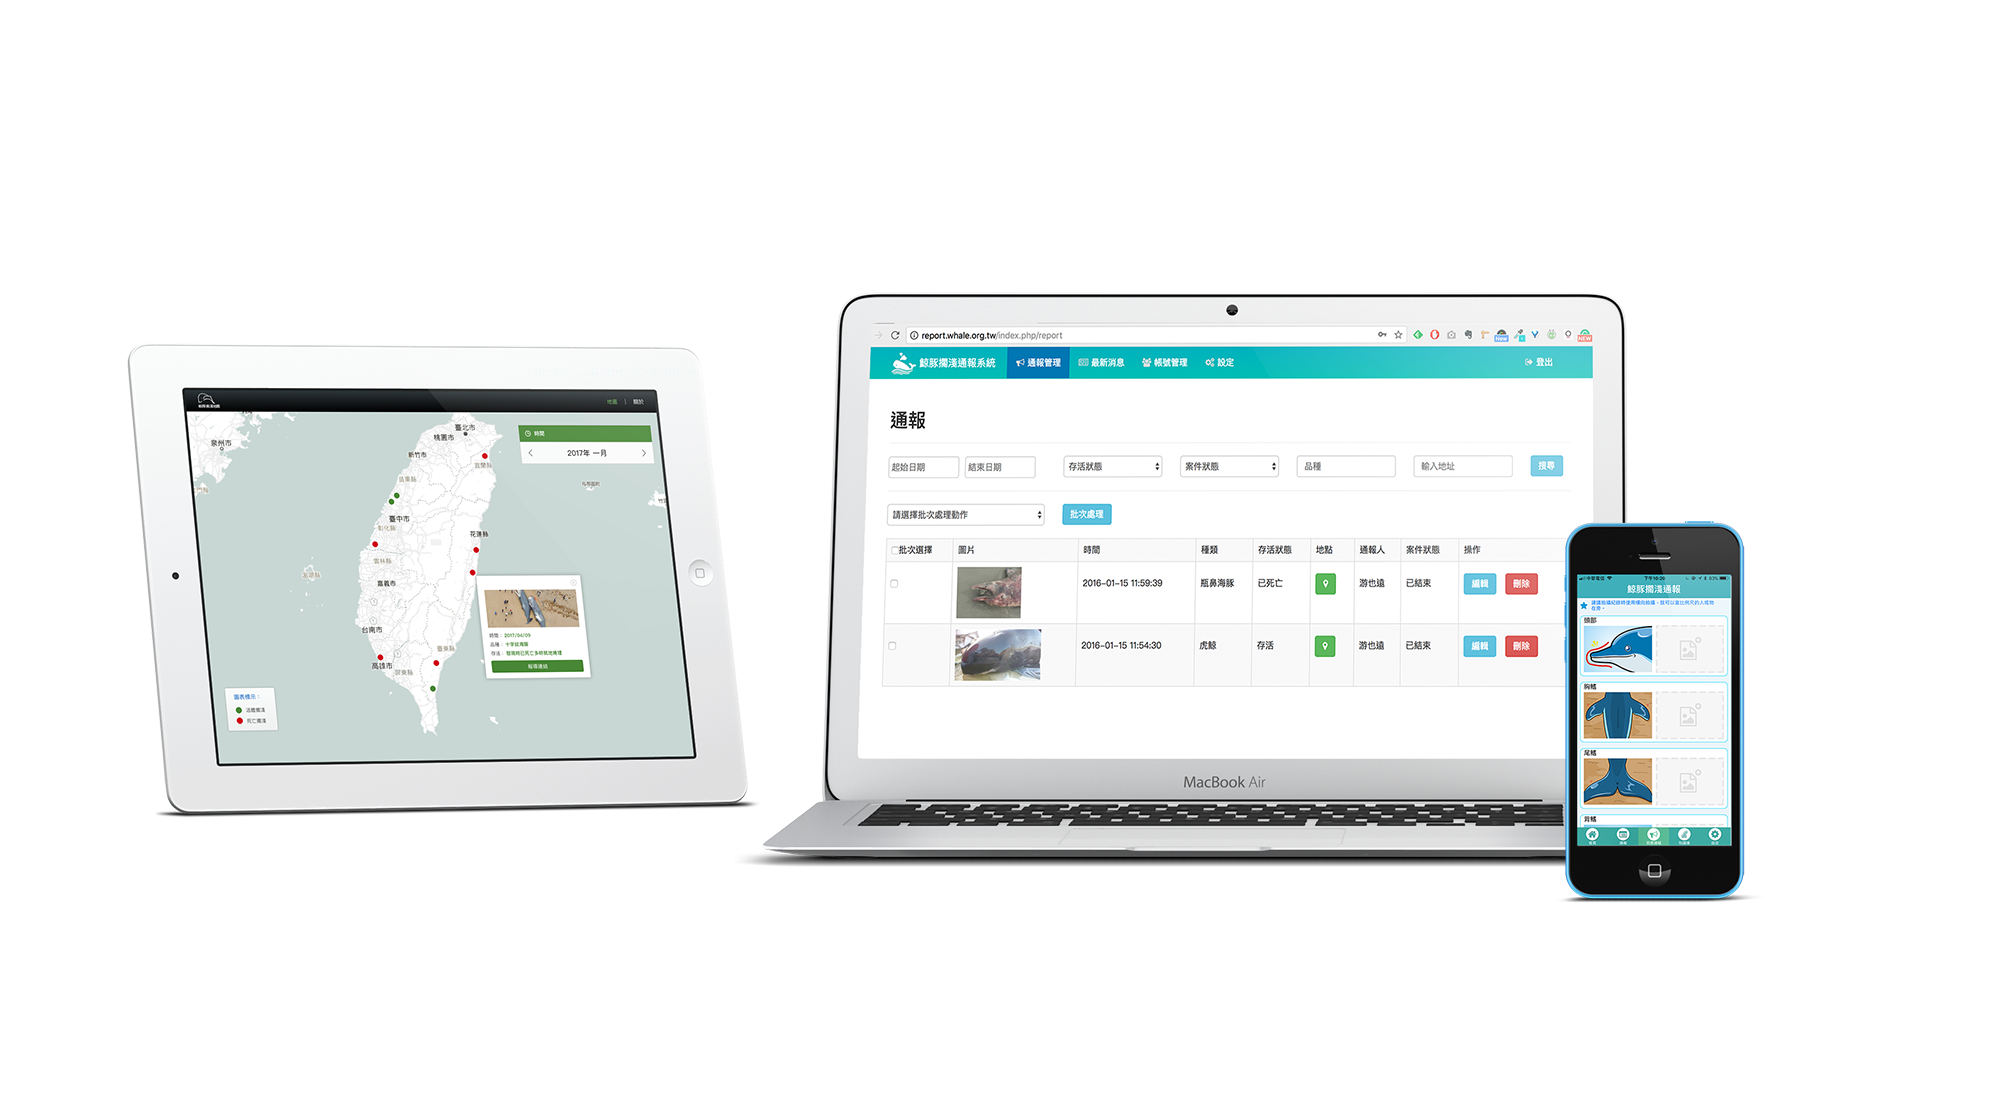 地圖 | 關於
泉州市
臺北市
桃園市
新竹市
宜蘭縣
苗栗縣
臺中市
彰化縣
花蓮縣
雲林縣
澎湖縣
嘉義市
台南市
臺東縣
高雄市
屏東縣
時間
2017年 一月
時間： 2017/04/09
報導連結
圖表標示：
活體擱淺
死亡擱淺
report.whale.org.tw/index.php/report
鯨豚擱淺通報系統 通報管理 最新消息 帳號管理 設定 登出
通報
起始日期 結束日期 存活狀態 案件狀態 品種 輸入地址 搜尋
請選擇批次處理動作 批次處理
批次選擇 圖片 時間 種類 存活狀態 地點 通報人 案件狀態 操作
2016-01-15 11:59:39 瓶鼻海豚 已死亡 游也遠 已結束 編輯 刪除
2016-01-15 11:54:30 虎鯨 存活 游也遠 已結束 編輯 刪除
MacBook Air
New
NEW
鯨豚擱淺通報
頭部
胸鰭
尾鰭
背鰭